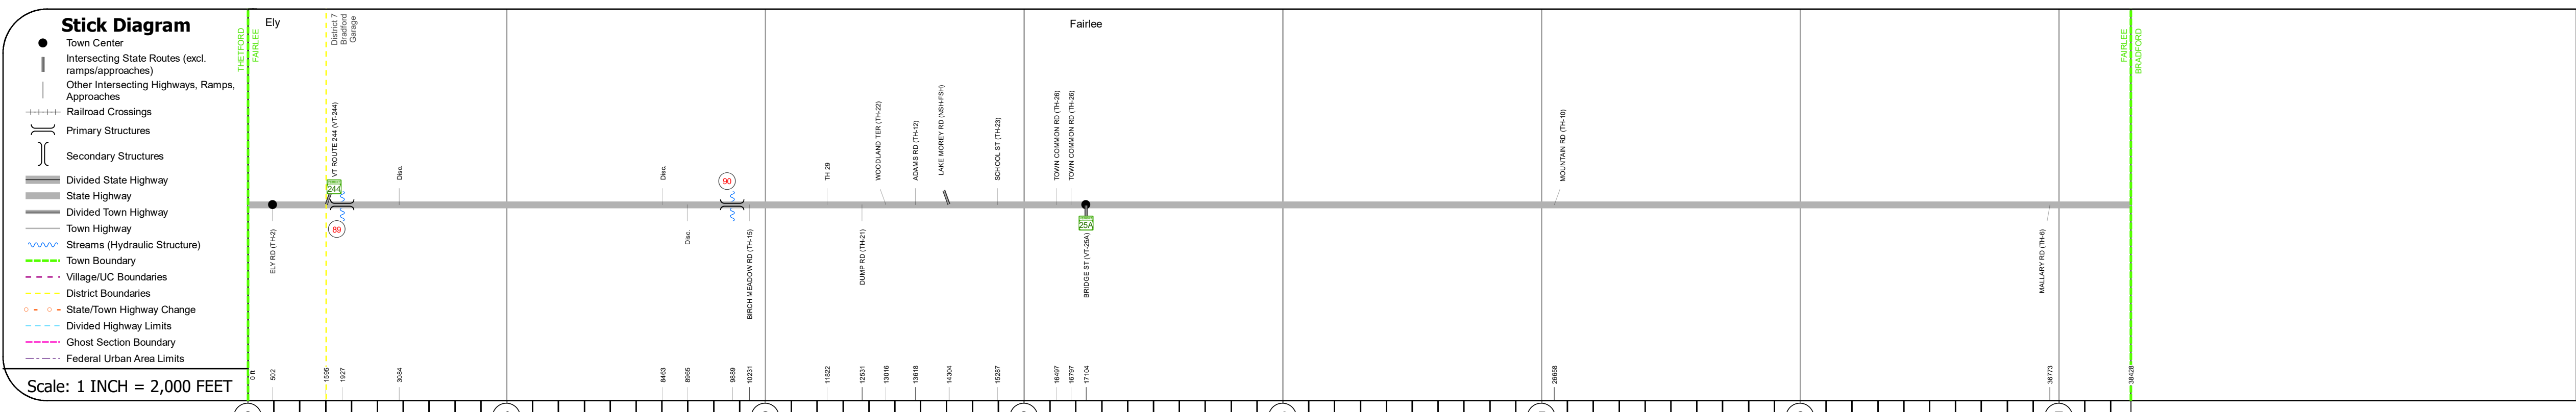 Stick Diagram
Town Center
Intersecting State Routes (excl.
ramps/approaches)
Other Intersecting Highways, Ramps,
Approaches
Railroad Crossings
Primary Structures
Secondary Structures
Divided State Highway
State Highway
Divided Town Highway
Town Highway
Streams (Hydraulic Structure)
Town Boundary
Village/UC Boundaries
District Boundaries
State/Town Highway Change
Divided Highway Limits
Ghost Section Boundary
Federal Urban Area Limits
Scale: 1 INCH = 2,000 FEET
THETFORD
FAIRLEE
Ely
District 7
Bradford
Garage
Fairlee
FAIRLEE
BRADFORD
ELY RD (TH-2)
VT ROUTE 244 (VT-244)
244
89
Disc.
Disc.
Disc.
90
BIRCH MEADOW RD (TH-15)
TH 29
DUMP RD (TH-21)
WOODLAND TER (TH-22)
ADAMS RD (TH-12)
LAKE MOREY RD (NSH-FSH)
SCHOOL ST (TH-23)
TOWN COMMON RD (TH-26)
TOWN COMMON RD (TH-26)
25A
BRIDGE ST (VT-25A)
MOUNTAIN RD (TH-10)
MALLARY RD (TH-6)
0 ft
502
1595
1927
3084
8463
8965
9889
10231
11822
12531
13016
13618
14304
15287
16497
16797
17104
26658
36773
38428